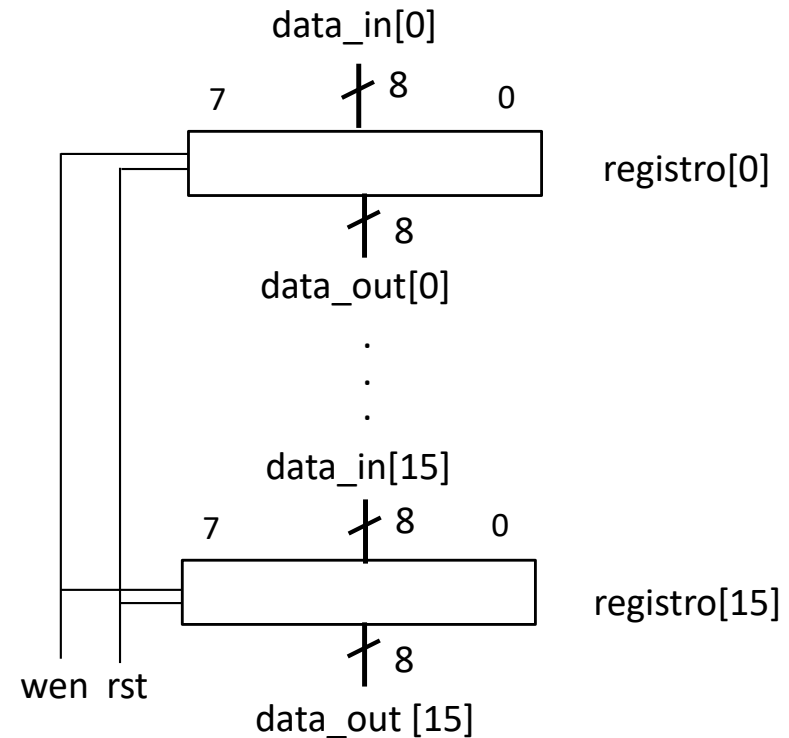 data_in[0]
8
7 0
registro[0]
8
data_out[0]
.
.
.
data_in[15]
7 8 0
registro[15]
8
wen rst
data_out [15]